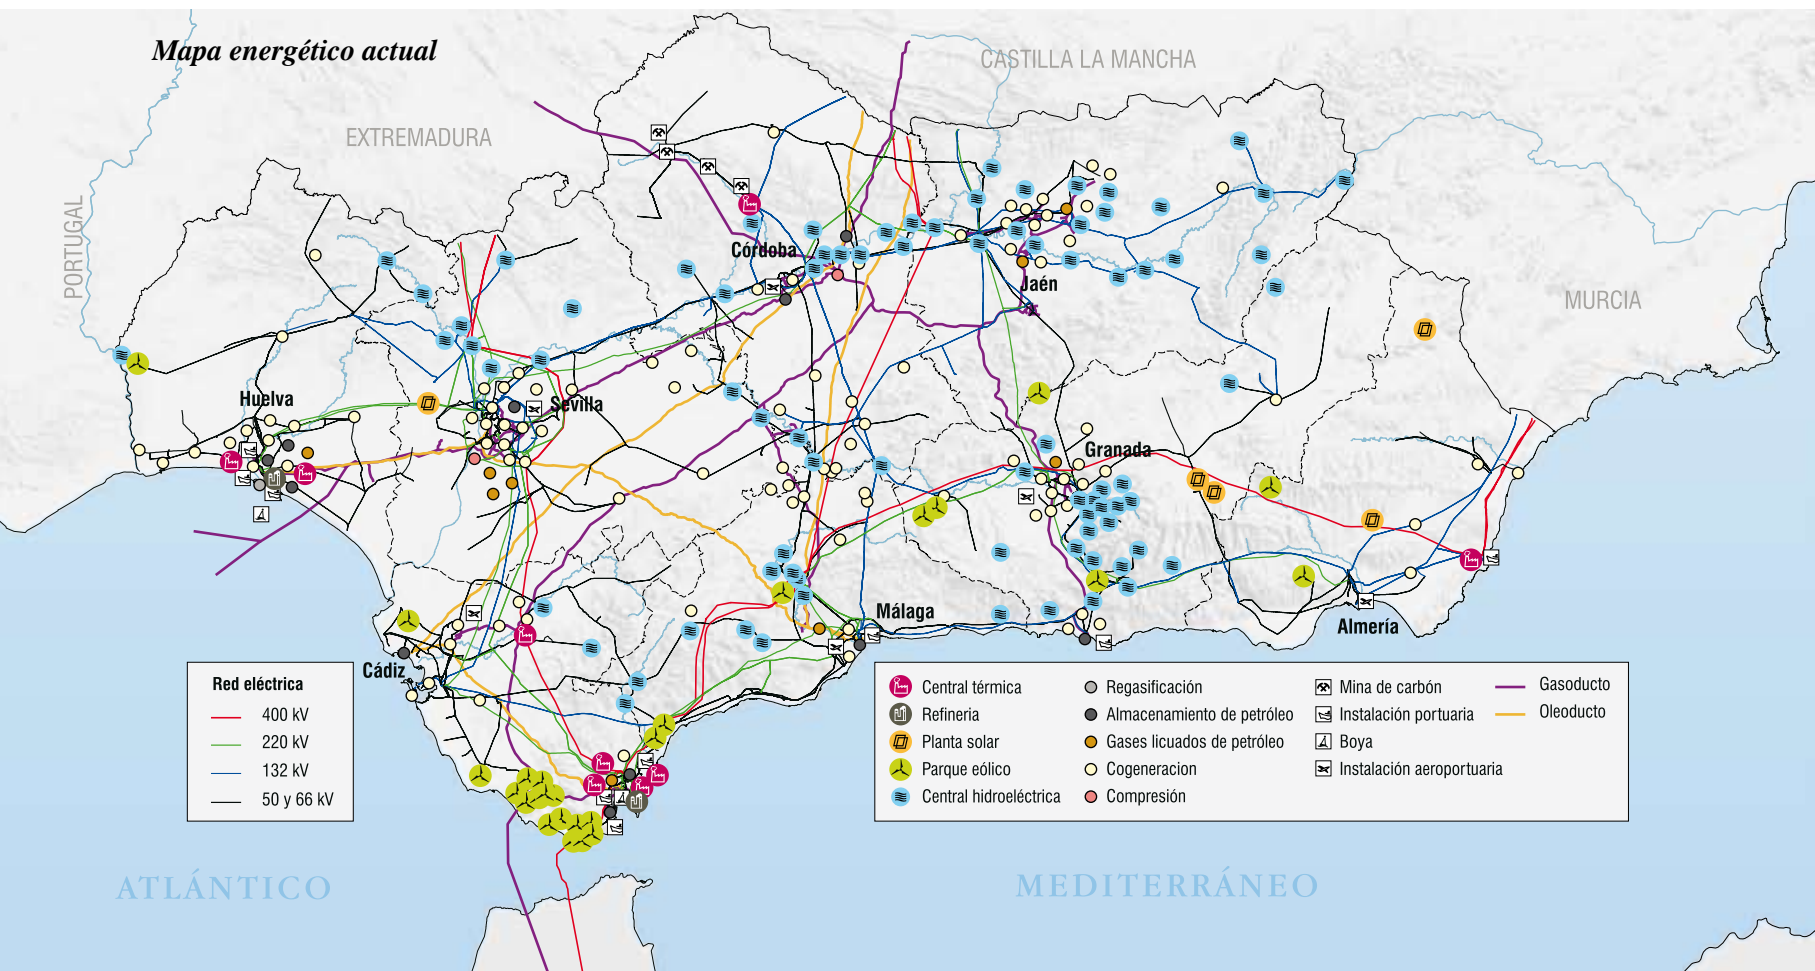 Mapa energético actual
CASTILLA LA MANCHA
EXTREMADURA
PORTUGAL
MURCIA
Córdoba
Jaén
Huelva
Sevilla
Granada
Málaga
Almería
Cádiz
Red eléctrica
400 kV
220 kV
132 kV
50 y 66 kV
Central térmica
Refineria
Planta solar
Parque eólico
Central hidroeléctrica
Regasificación
Almacenamiento de petróleo
Gases licuados de petróleo
Cogeneracion
Compresión
Mina de carbón
Instalación portuaria
Boya
Instalación aeroportuaria
Gasoducto
Oleoducto
ATLÁNTICO
MEDITERRÁNEO